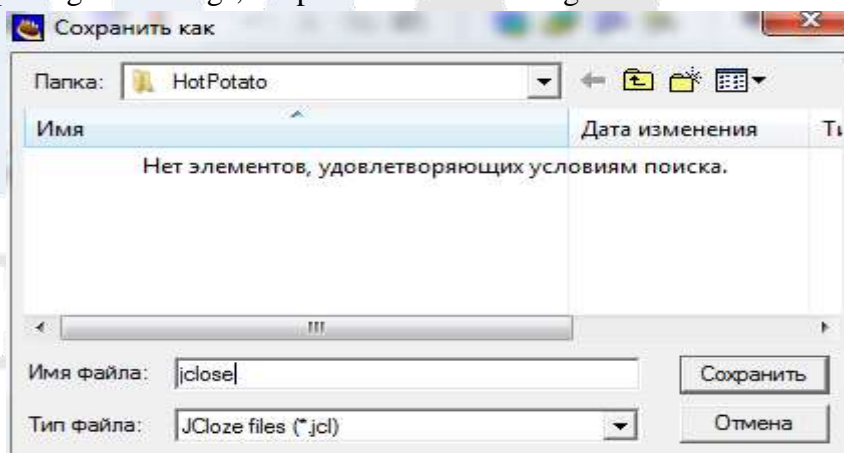 Сохранить как
Папка: HotPotato
Имя Дата изменения
Нет элементов, удовлетворяющих условиям поиска.
Имя файла: jclose
Сохранить
Тип файла: JCloze files (*.jcl)
Отмена